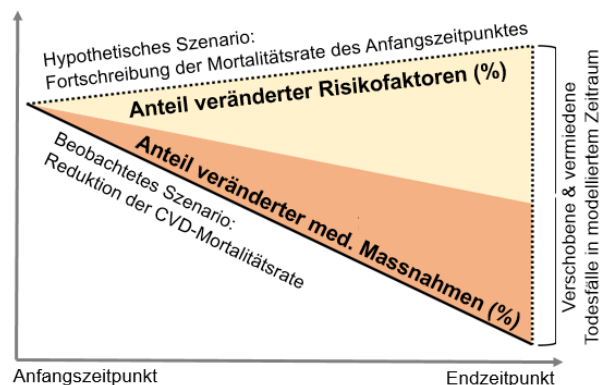 Hypothetisches Szenario:
Fortschreibung der Mortalitätsrate des Anfangszeitpunktes
Anteil veränderter Risikofaktoren (%)
Anteil veränderter med. Massnahmen (%)
Beobachtetes Szenario:
Reduktion der CVD-Mortalitätsrate
Verschobene & vermiedene
Todesfälle in modelliertem Zeitraum
Anfangszeitpunkt
Endzeitpunkt